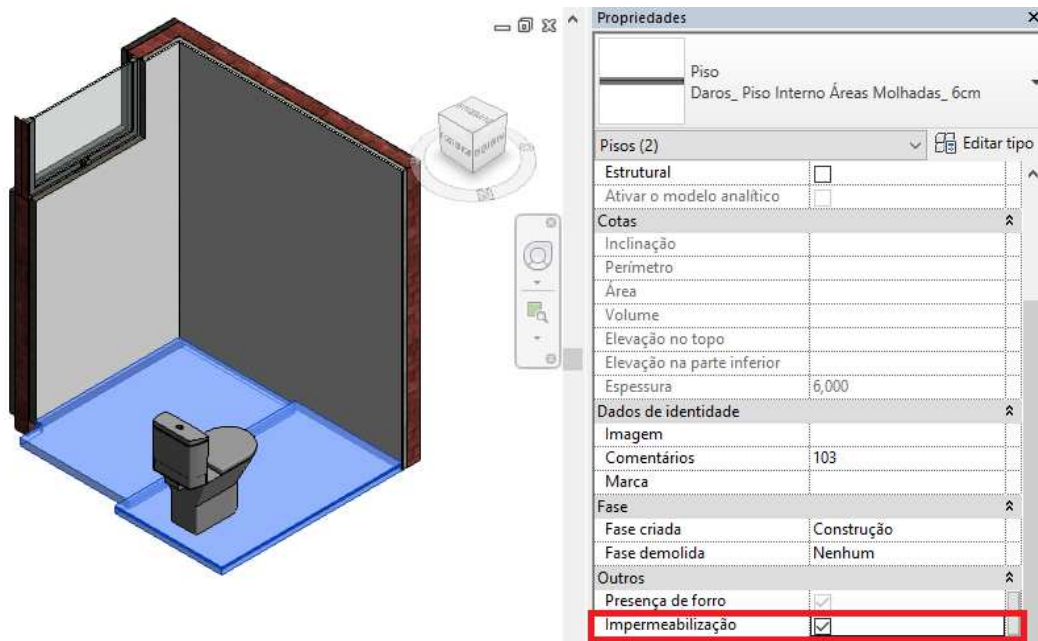 Propriedades
Piso
Daros_ Piso Interno Áreas Molhadas_ 6cm
Pisos (2) Editar tipo
Estrutural
Ativar o modelo analítico
Cotas
Inclinação
Perímetro
Área
Volume
Elevação no topo
Elevação na parte inferior
Espessura 6,000
Dados de identidade
Imagem
Comentários 103
Marca
Fase
Fase criada Construção
Fase demolida Nenhum
Outros
Presença de forro
Impermeabilização